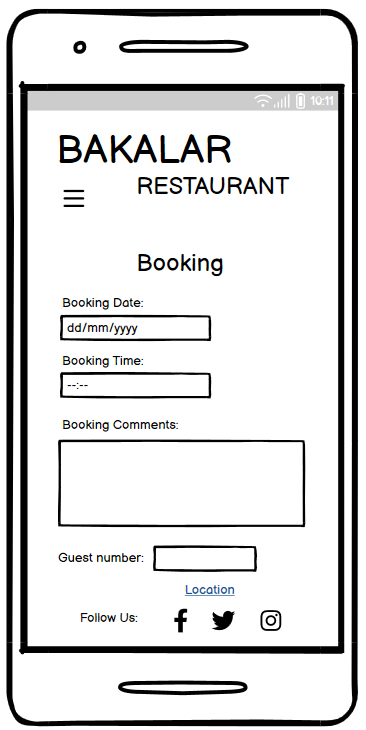 10:11
BAKALAR
RESTAURANT
Booking
Booking Date:
dd/mm/yyyy
Booking Time:
--:--
Booking Comments:
Guest number:
Location
Follow Us: